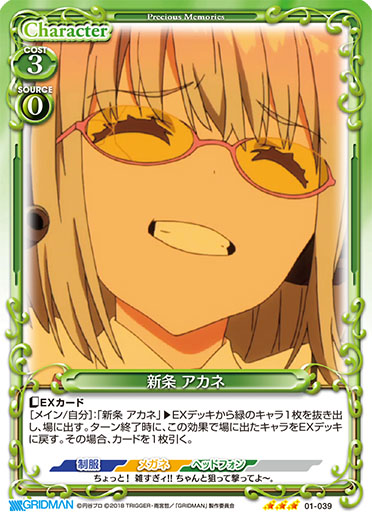 Precious Memories
Character
COST
3
SOURCE
0
新条 アカネ
EXカード
[メイン/自分]:「新条 アカネ」▶EXデッキから緑のキャラ1枚を抜き出
し、場に出す。ターン終了時に、この効果で場に出たキャラをEXデッキ
に戻す。その場合、カードを1枚引く。
制服 メガネ ヘッドフォン
ちょっと! 雑すぎィ!! ちゃんと狙って撃ってよ〜。
GRIDMAN ©円谷プロ ©2018 TRIGGER・雨宮哲/「GRIDMAN」製作委員会 01-039